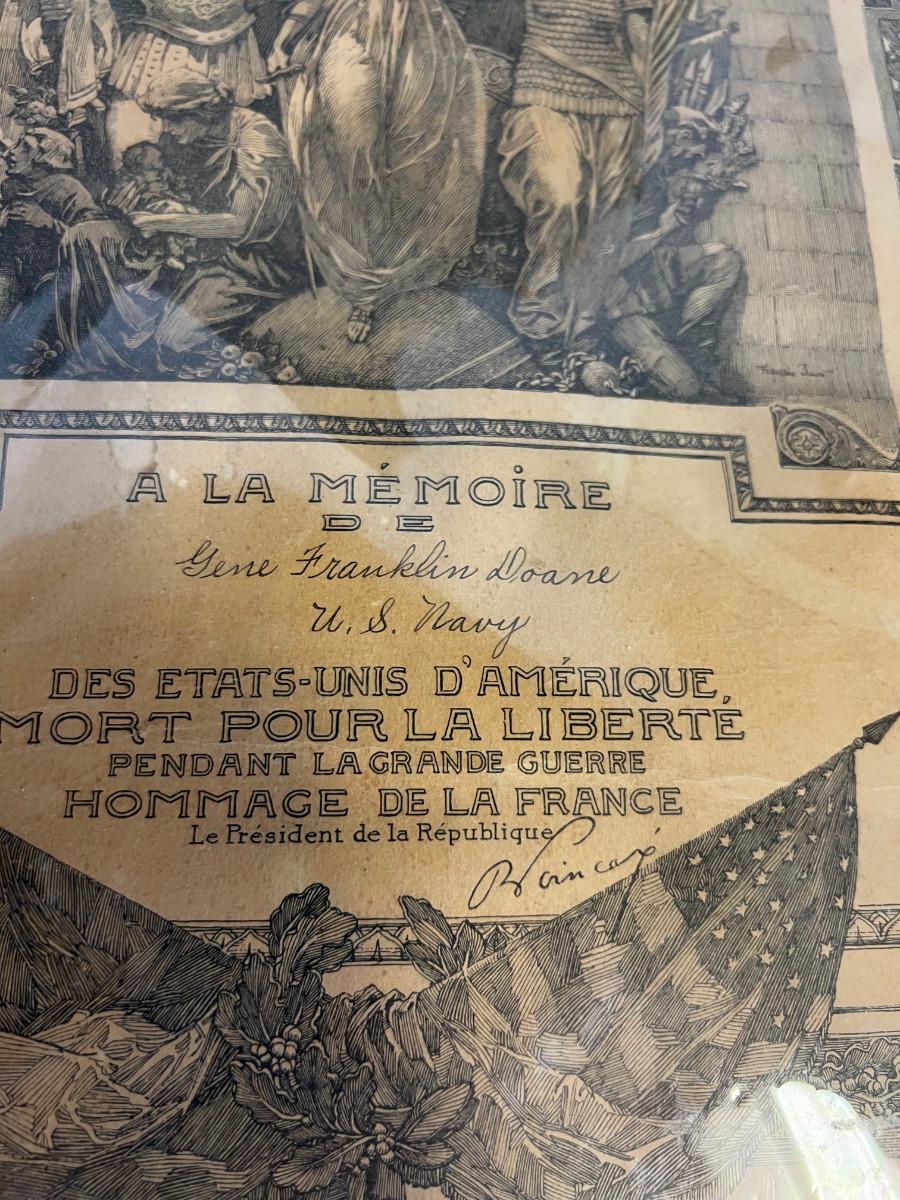 A LA MÉMOIRE
DE
Gene Franklin Doane
U. S. Navy
DES ETATS-UNIS D'AMÉRIQUE,
MORT POUR LA LIBERTÉ
PENDANT LA GRANDE GUERRE
HOMMAGE DE LA FRANCE
Le Président de la République
R Poincaré